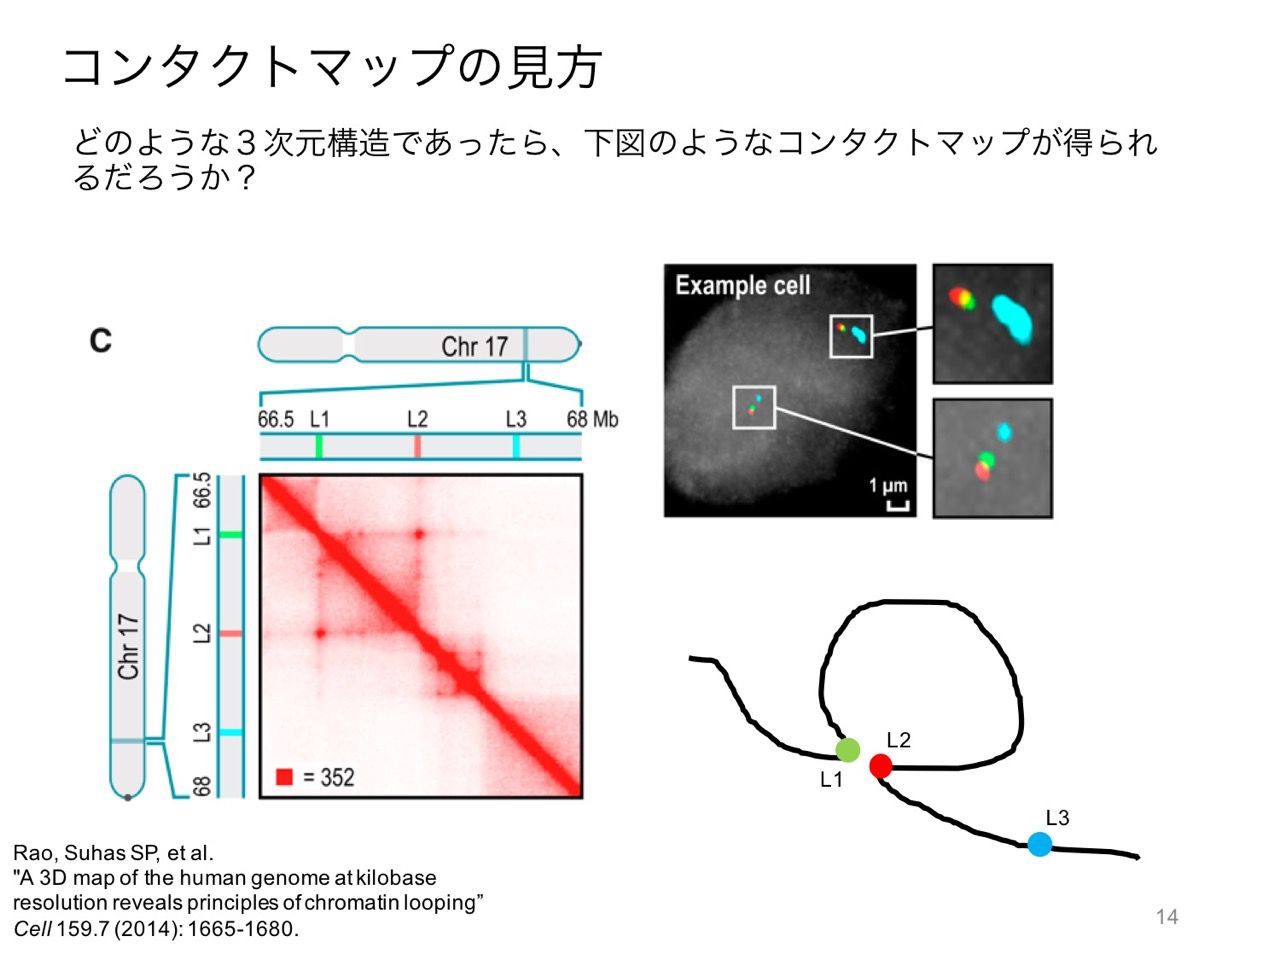 コンタクトマップの見方
どのような３次元構造であったら、下図のようなコンタクトマップが得られ
るだろうか？
C
Chr 17
66.5 L1 L2 L3 68 Mb
66.5
L1
L2
L3
68
Chr 17
= 352
Example cell
1 μm
L1
L2
L3
Rao, Suhas SP, et al.
"A 3D map of the human genome at kilobase
resolution reveals principles of chromatin looping”
Cell 159.7 (2014): 1665-1680.
14